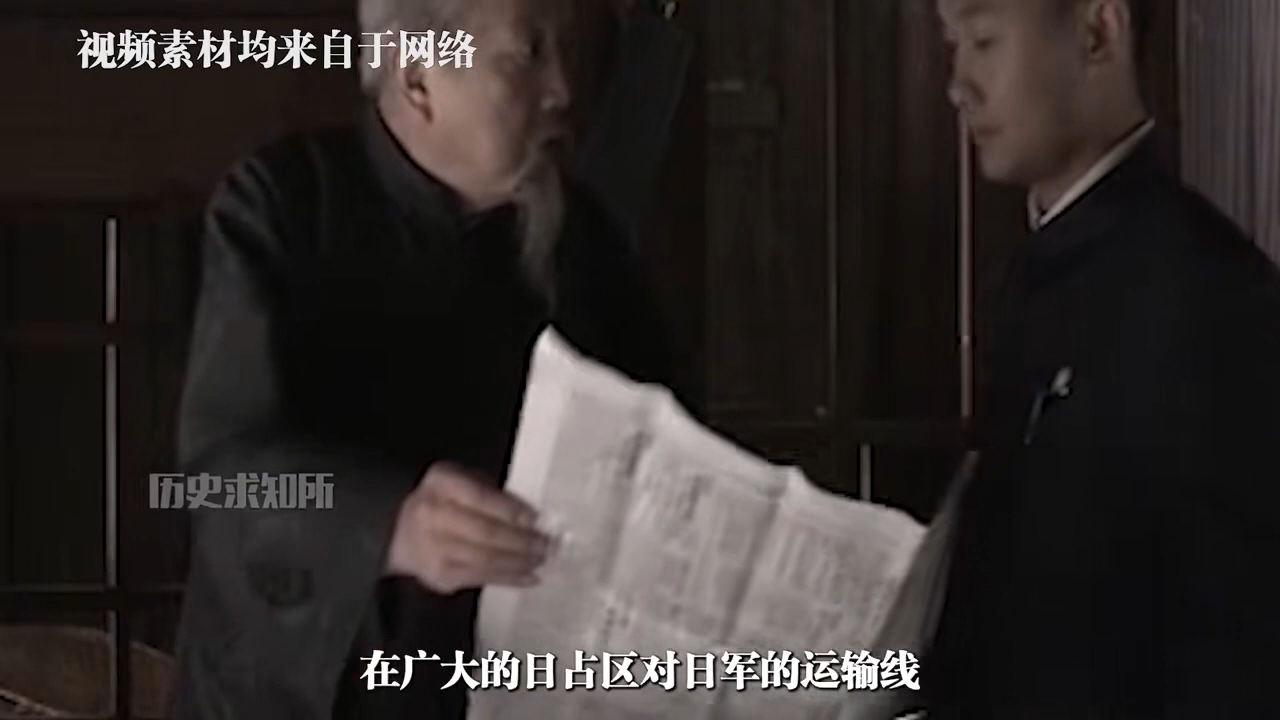 视频素材均来自于网络
历史求知所
在广大的日占区对日军的运输线